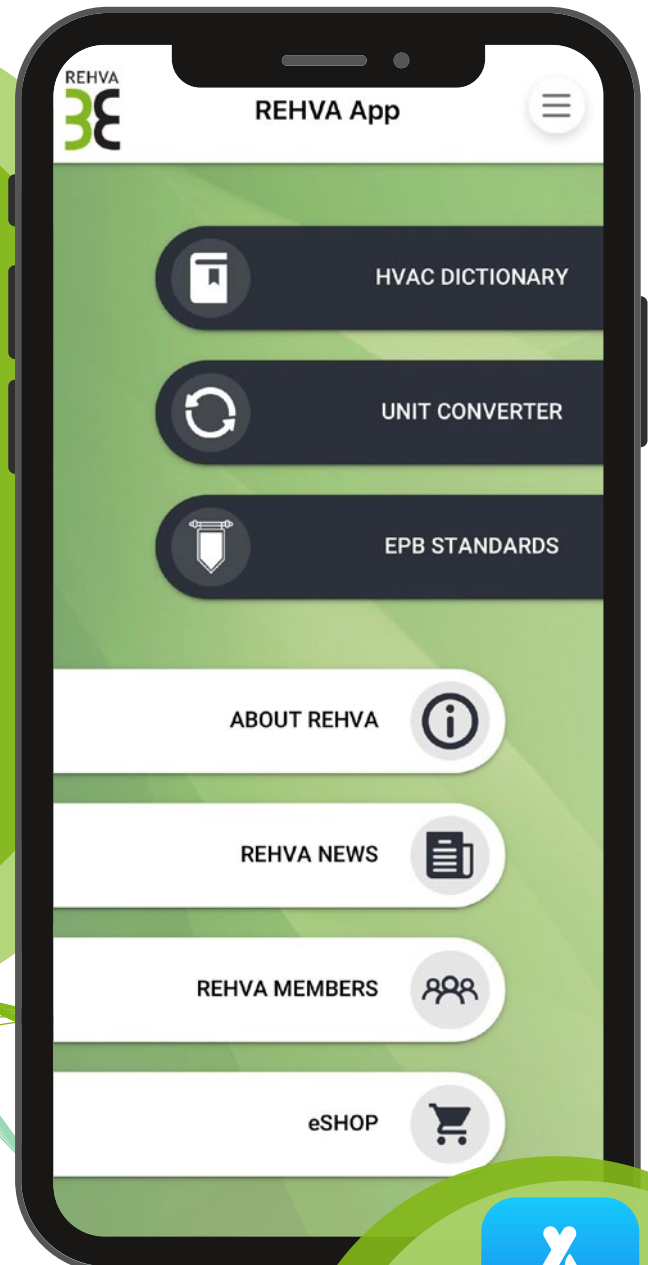 REHVA
REHVA App
HVAC DICTIONARY
UNIT CONVERTER
EPB STANDARDS
ABOUT REHVA
REHVA NEWS
REHVA MEMBERS
eSHOP